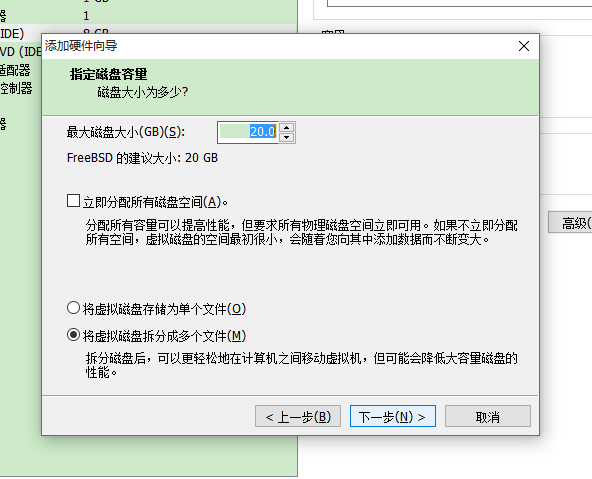 器
1
IDE)
8 GB
VD (IDE
适配器
控制器
器
添加硬件向导
指定磁盘容量
磁盘大小为多少?
最大磁盘大小(GB)(S):
20.0
FreeBSD 的建议大小: 20 GB
立即分配所有磁盘空间(A)。
分配所有容量可以提高性能，但要求所有物理磁盘空间立即可用。如果不立即分配
所有空间，虚拟磁盘的空间最初很小，会随着您向其中添加数据而不断变大。
高级(
将虚拟磁盘存储为单个文件(O)
将虚拟磁盘拆分成多个文件(M)
拆分磁盘后，可以更轻松地在计算机之间移动虚拟机，但可能会降低大容量磁盘的
性能。
< 上一步(B)
下一步(N) >
取消